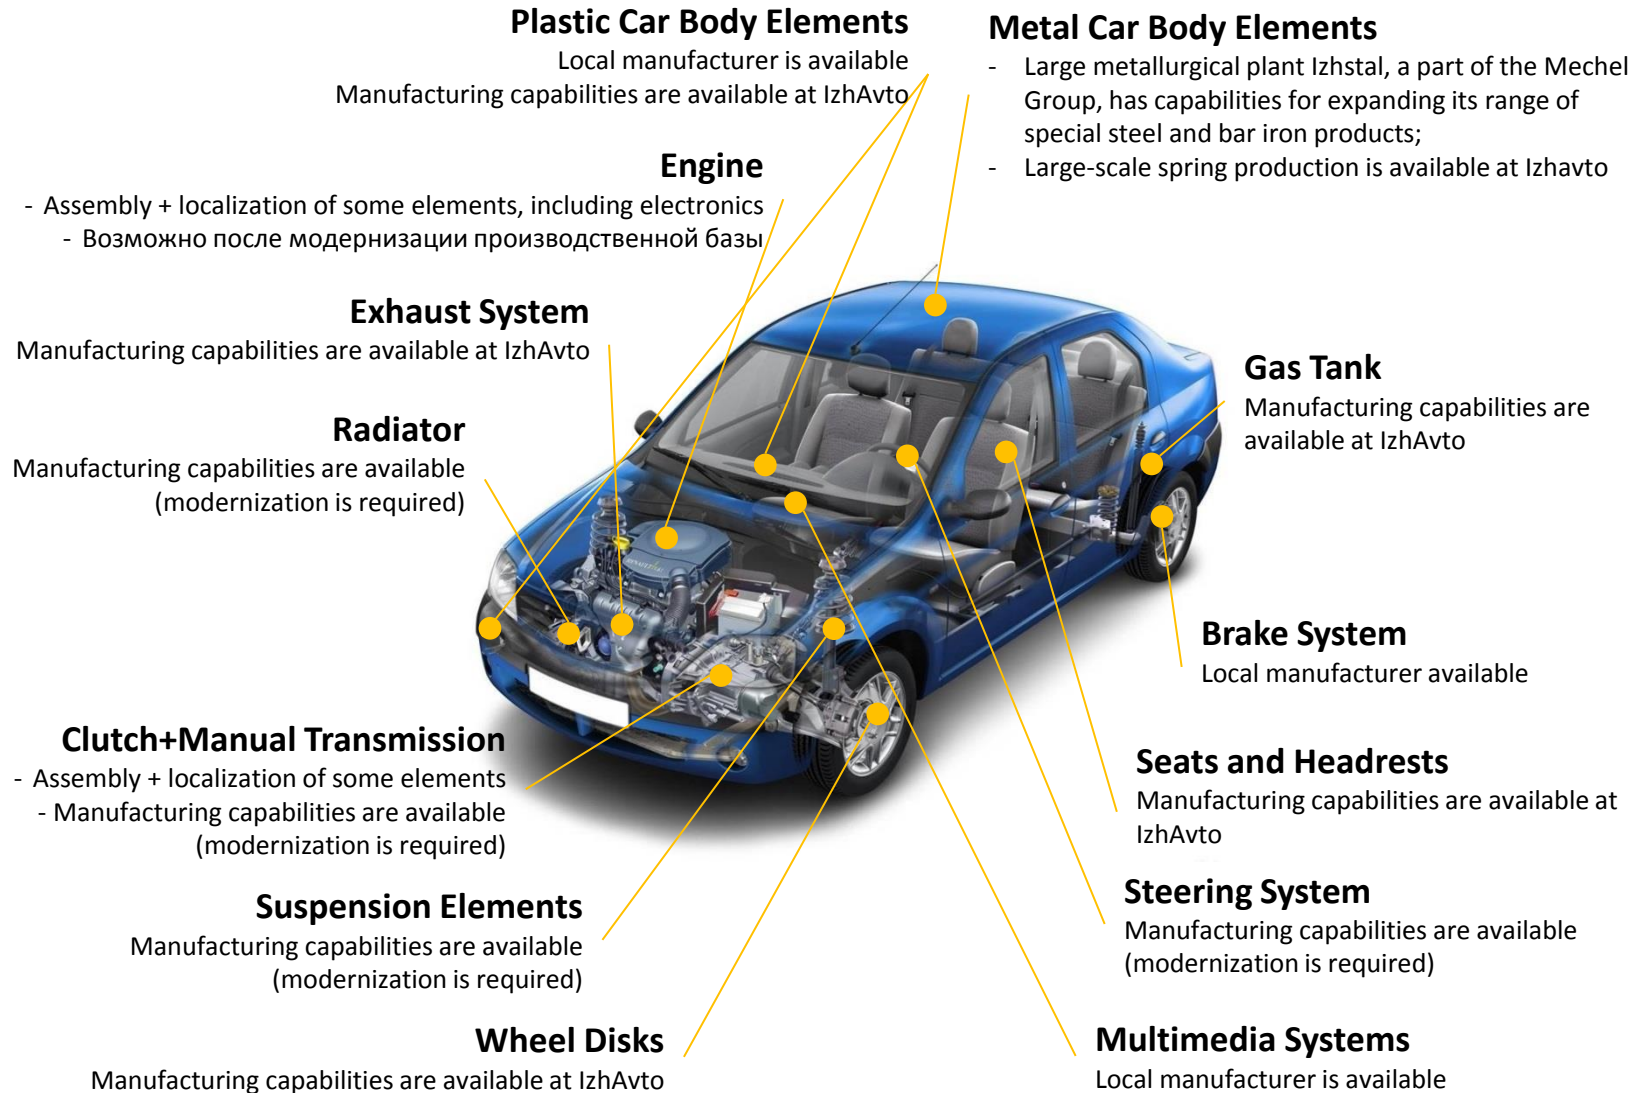 Plastic Car Body Elements
Local manufacturer is available
Manufacturing capabilities are available at IzhAvto
Metal Car Body Elements
- Large metallurgical plant Izhstal, a part of the Mechel
Group, has capabilities for expanding its range of
special steel and bar iron products;
- Large-scale spring production is available at Izhavto
Engine
- Assembly + localization of some elements, including electronics
- Возможно после модернизации производственной базы
Exhaust System
Manufacturing capabilities are available at IzhAvto
Radiator
Manufacturing capabilities are available
(modernization is required)
Gas Tank
Manufacturing capabilities are
available at IzhAvto
Brake System
Local manufacturer available
Clutch+Manual Transmission
- Assembly + localization of some elements
- Manufacturing capabilities are available
(modernization is required)
Seats and Headrests
Manufacturing capabilities are available at
IzhAvto
Suspension Elements
Manufacturing capabilities are available
(modernization is required)
Steering System
Manufacturing capabilities are available
(modernization is required)
Wheel Disks
Manufacturing capabilities are available at IzhAvto
Multimedia Systems
Local manufacturer is available